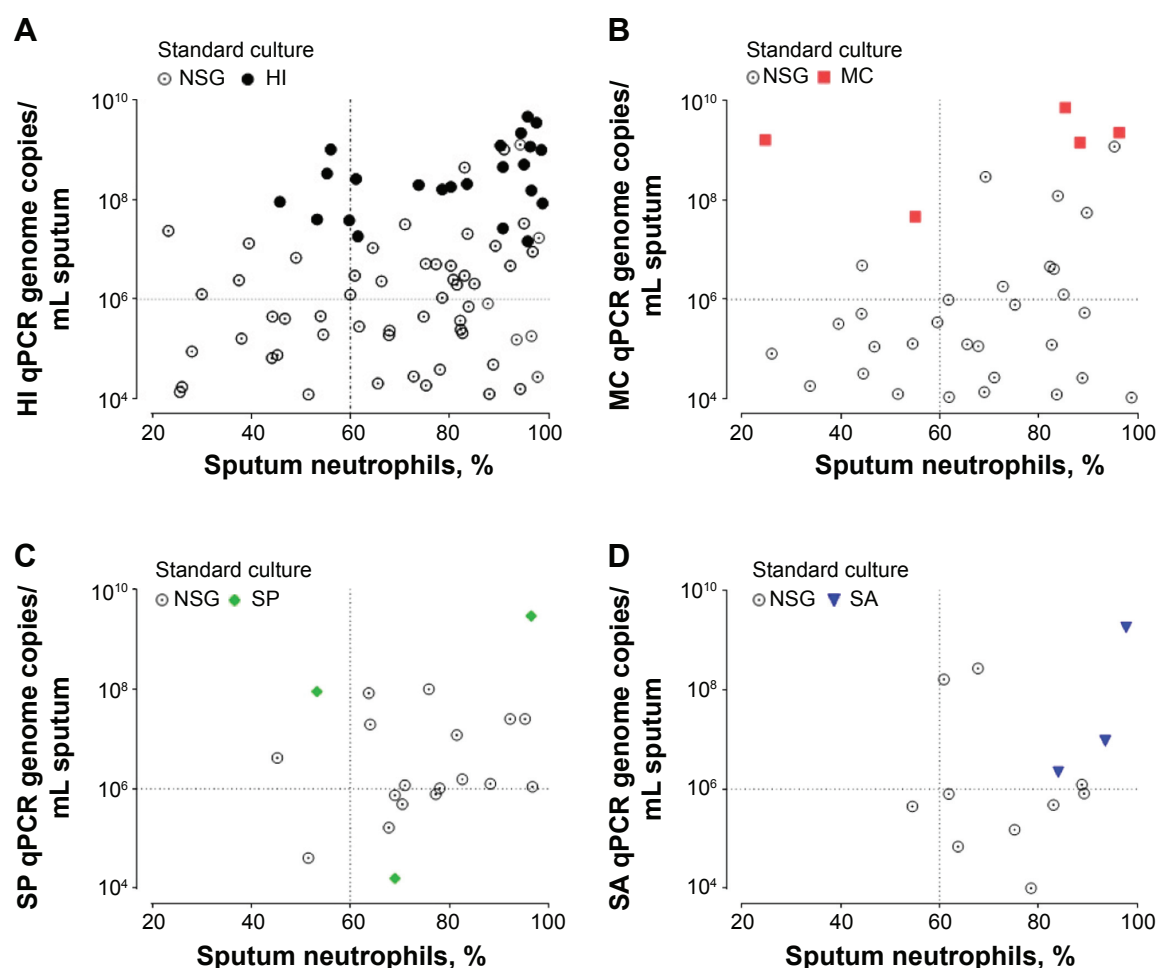 A
Standard culture
NSG HI
HI qPCR genome copies/
mL sputum
10^10
10^8
10^6
10^4
20 40 60 80 100
Sputum neutrophils, %
B
Standard culture
NSG MC
MC qPCR genome copies/
mL sputum
10^10
10^8
10^6
10^4
20 40 60 80 100
Sputum neutrophils, %
C
Standard culture
NSG SP
SP qPCR genome copies/
mL sputum
10^10
10^8
10^6
10^4
20 40 60 80 100
Sputum neutrophils, %
D
Standard culture
NSG SA
SA qPCR genome copies/
mL sputum
10^10
10^8
10^6
10^4
20 40 60 80 100
Sputum neutrophils, %